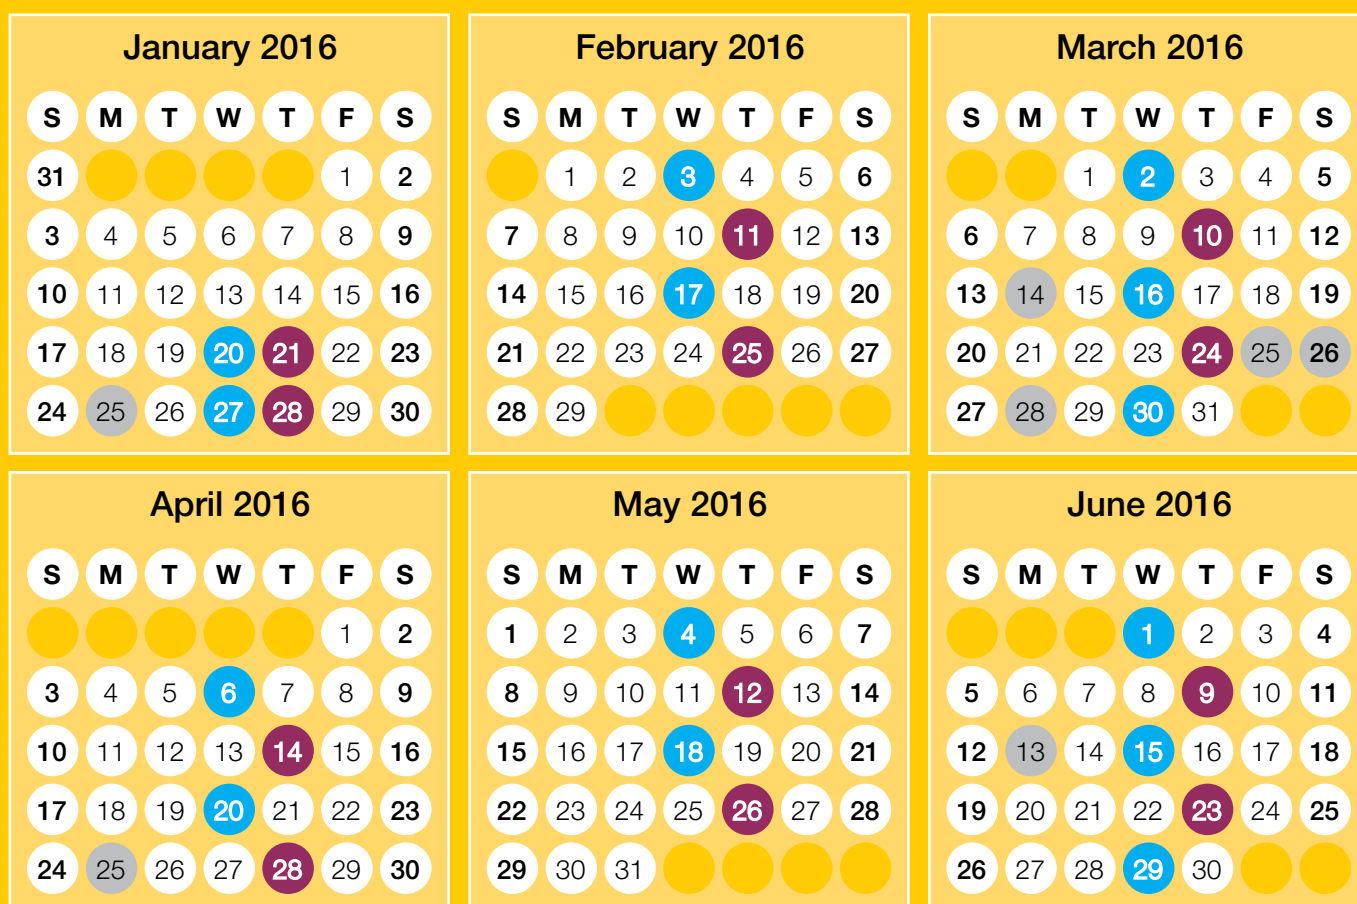 January 2016
S M T W T F S
31 1 2
3 4 5 6 7 8 9
10 11 12 13 14 15 16
17 18 19 20 21 22 23
24 25 26 27 28 29 30
February 2016
S M T W T F S
1 2 3 4 5 6
7 8 9 10 11 12 13
14 15 16 17 18 19 20
21 22 23 24 25 26 27
28 29
March 2016
S M T W T F S
1 2 3 4 5
6 7 8 9 10 11 12
13 14 15 16 17 18 19
20 21 22 23 24 25 26
27 28 29 30 31
April 2016
S M T W T F S
1 2
3 4 5 6 7 8 9
10 11 12 13 14 15 16
17 18 19 20 21 22 23
24 25 26 27 28 29 30
May 2016
S M T W T F S
1 2 3 4 5 6 7
8 9 10 11 12 13 14
15 16 17 18 19 20 21
22 23 24 25 26 27 28
29 30 31
June 2016
S M T W T F S
1 2 3 4
5 6 7 8 9 10 11
12 13 14 15 16 17 18
19 20 21 22 23 24 25
26 27 28 29 30